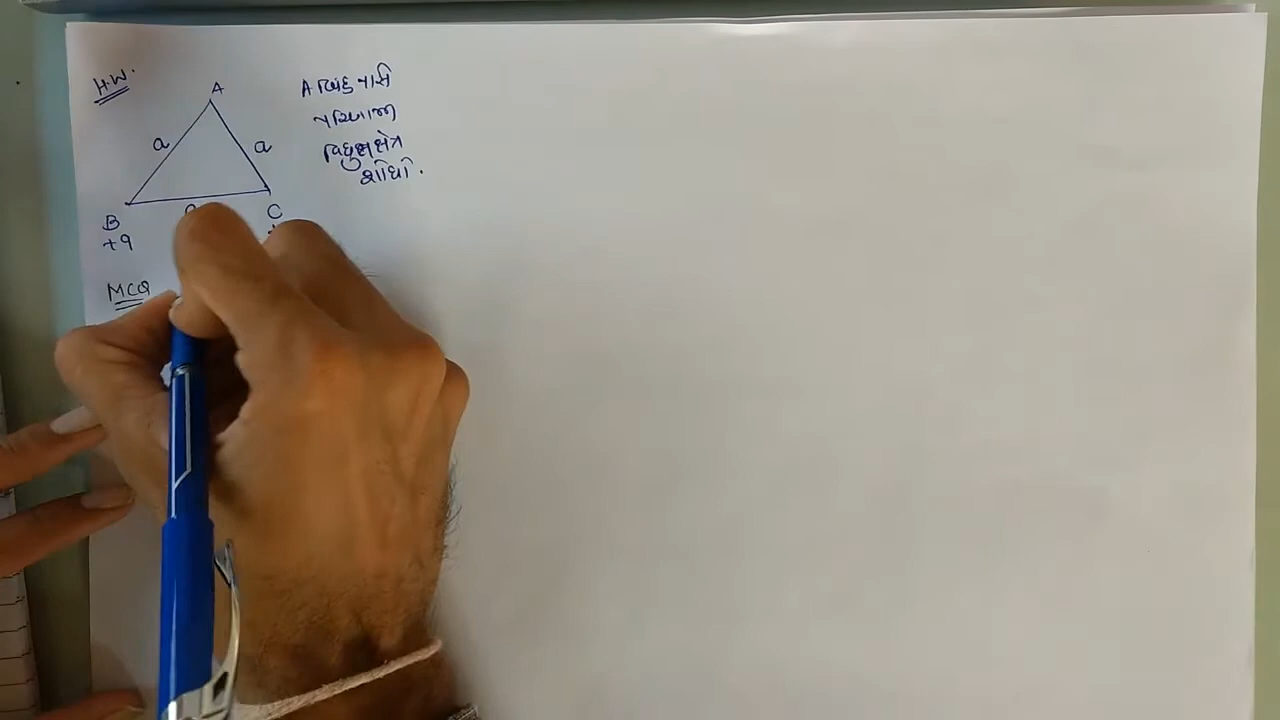 H.W.
A
A બિંદુ પાસે
પરિણામી
વિદ્યુતક્ષેત્ર
શોધો.
a
a
B
C
+q
MCQ